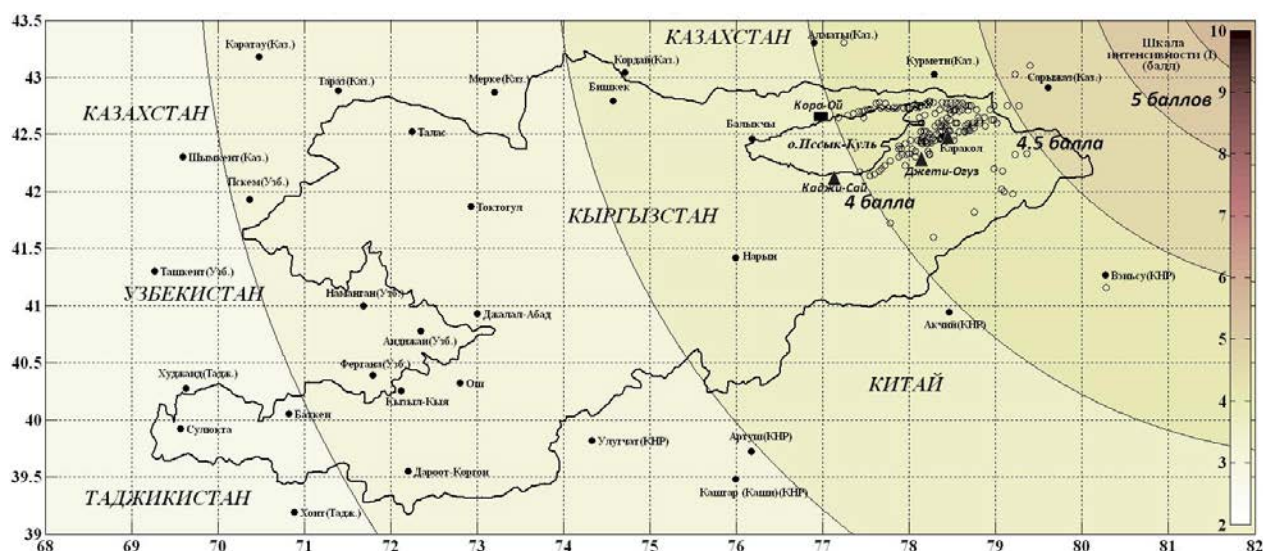 43.5
КАЗАХСТАН
Алматы(Каз.)
Каратау(Каз.)
Кордай(Каз.)
Шкала
интенсивности (I)
(балл)
10
43
Тараз(Каз.)
Мерке(Каз.)
Курмети(Каз.)
Сарыжаз(Каз.)
5 баллов
9
КАЗАХСТАН
Бишкек
Кора-Ой
42.5
Талас
Балыкчы
о.Иссык-Куль
Каракол
4.5 балла
8
Шымкент(Каз.)
Джети-Огуз
42
Пскем(Узб.)
Токтогул
Каджи-Сай
4 балла
КЫРГЫЗСТАН
7
41.5
Нарын
Ташкент(Узб.)
Вэньсу(КНР)
6
УЗБЕКИСТАН
Наманган(Узб.)
41
Джалал-Абад
Акчий(КНР)
Андижан(Узб.)
5
40.5
Фергана(Узб.)
Худжанд(Тадж.)
Ош
КИТАЙ
Кызыл-Кыя
4
40
Баткен
Сулюкта
Улугчат(КНР)
Артуш(КНР)
39.5
Дароот-Коргон
Кашгар (Каши)(КНР)
3
ТАДЖИКИСТАН
Хоит(Тадж.)
39
2
68 69 70 71 72 73 74 75 76 77 78 79 80 81 82